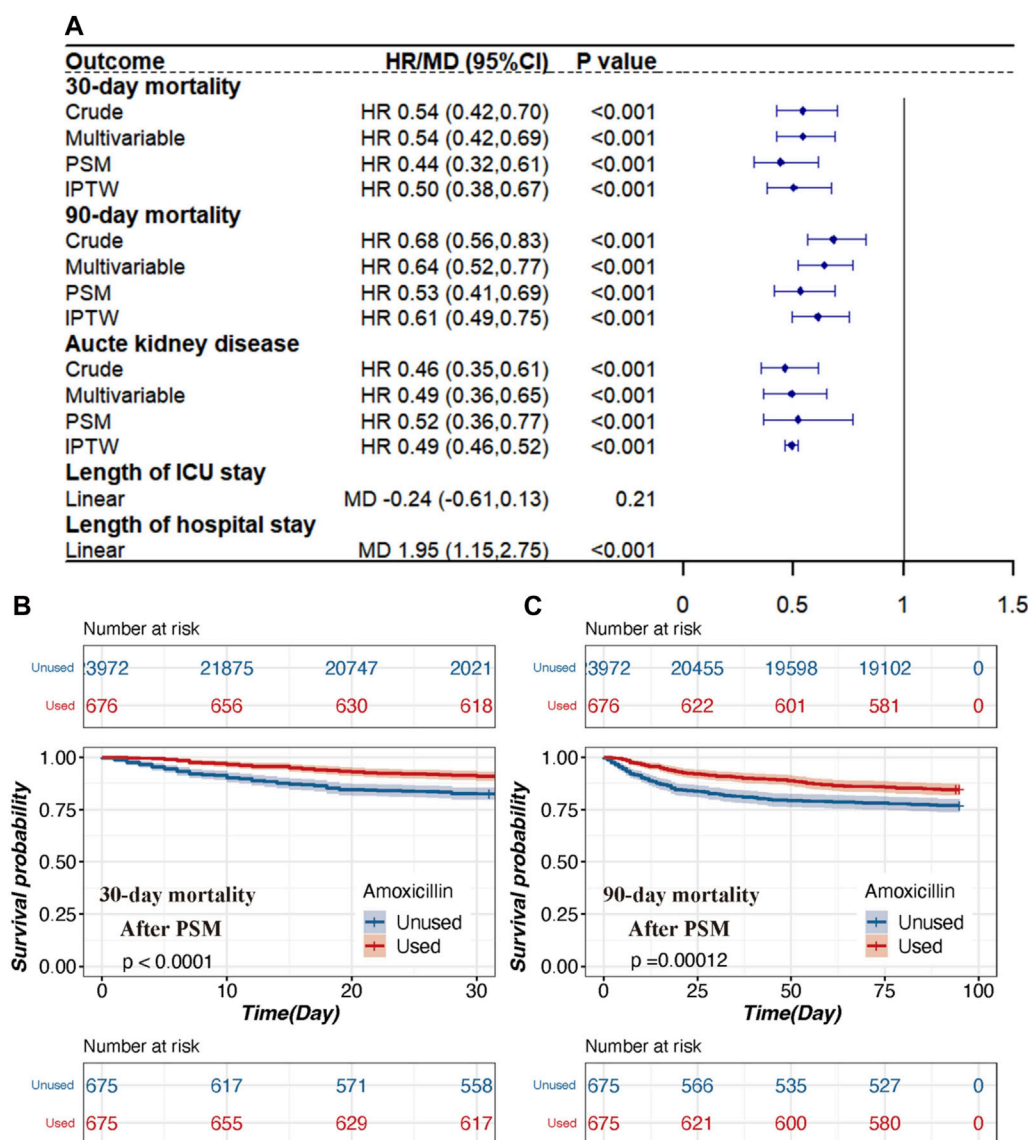 A
Outcome HR/MD (95%CI) P value
30-day mortality
Crude HR 0.54 (0.42,0.70) <0.001
Multivariable HR 0.54 (0.42,0.69) <0.001
PSM HR 0.44 (0.32,0.61) <0.001
IPTW HR 0.50 (0.38,0.67) <0.001
90-day mortality
Crude HR 0.68 (0.56,0.83) <0.001
Multivariable HR 0.64 (0.52,0.77) <0.001
PSM HR 0.53 (0.41,0.69) <0.001
IPTW HR 0.61 (0.49,0.75) <0.001
Aucte kidney disease
Crude HR 0.46 (0.35,0.61) <0.001
Multivariable HR 0.49 (0.36,0.65) <0.001
PSM HR 0.52 (0.36,0.77) <0.001
IPTW HR 0.49 (0.46,0.52) <0.001
Length of ICU stay
Linear MD -0.24 (-0.61,0.13) 0.21
Length of hospital stay
Linear MD 1.95 (1.15,2.75) <0.001
0 0.5 1 1.5
B
Number at risk
Unused 3972 21875 20747 2021
Used 676 656 630 618
1.00
0.75
0.50
0.25
0.00
Survival probability
30-day mortality
After PSM
p < 0.0001
Amoxicillin
Unused
Used
0 10 20 30
Time(Day)
Number at risk
Unused 675 617 571 558
Used 675 655 629 617
C
Number at risk
Unused 3972 20455 19598 19102 0
Used 676 622 601 581 0
1.00
0.75
0.50
0.25
0.00
Survival probability
90-day mortality
After PSM
p =0.00012
Amoxicillin
Unused
Used
0 25 50 75 100
Time(Day)
Number at risk
Unused 675 566 535 527 0
Used 675 621 600 580 0